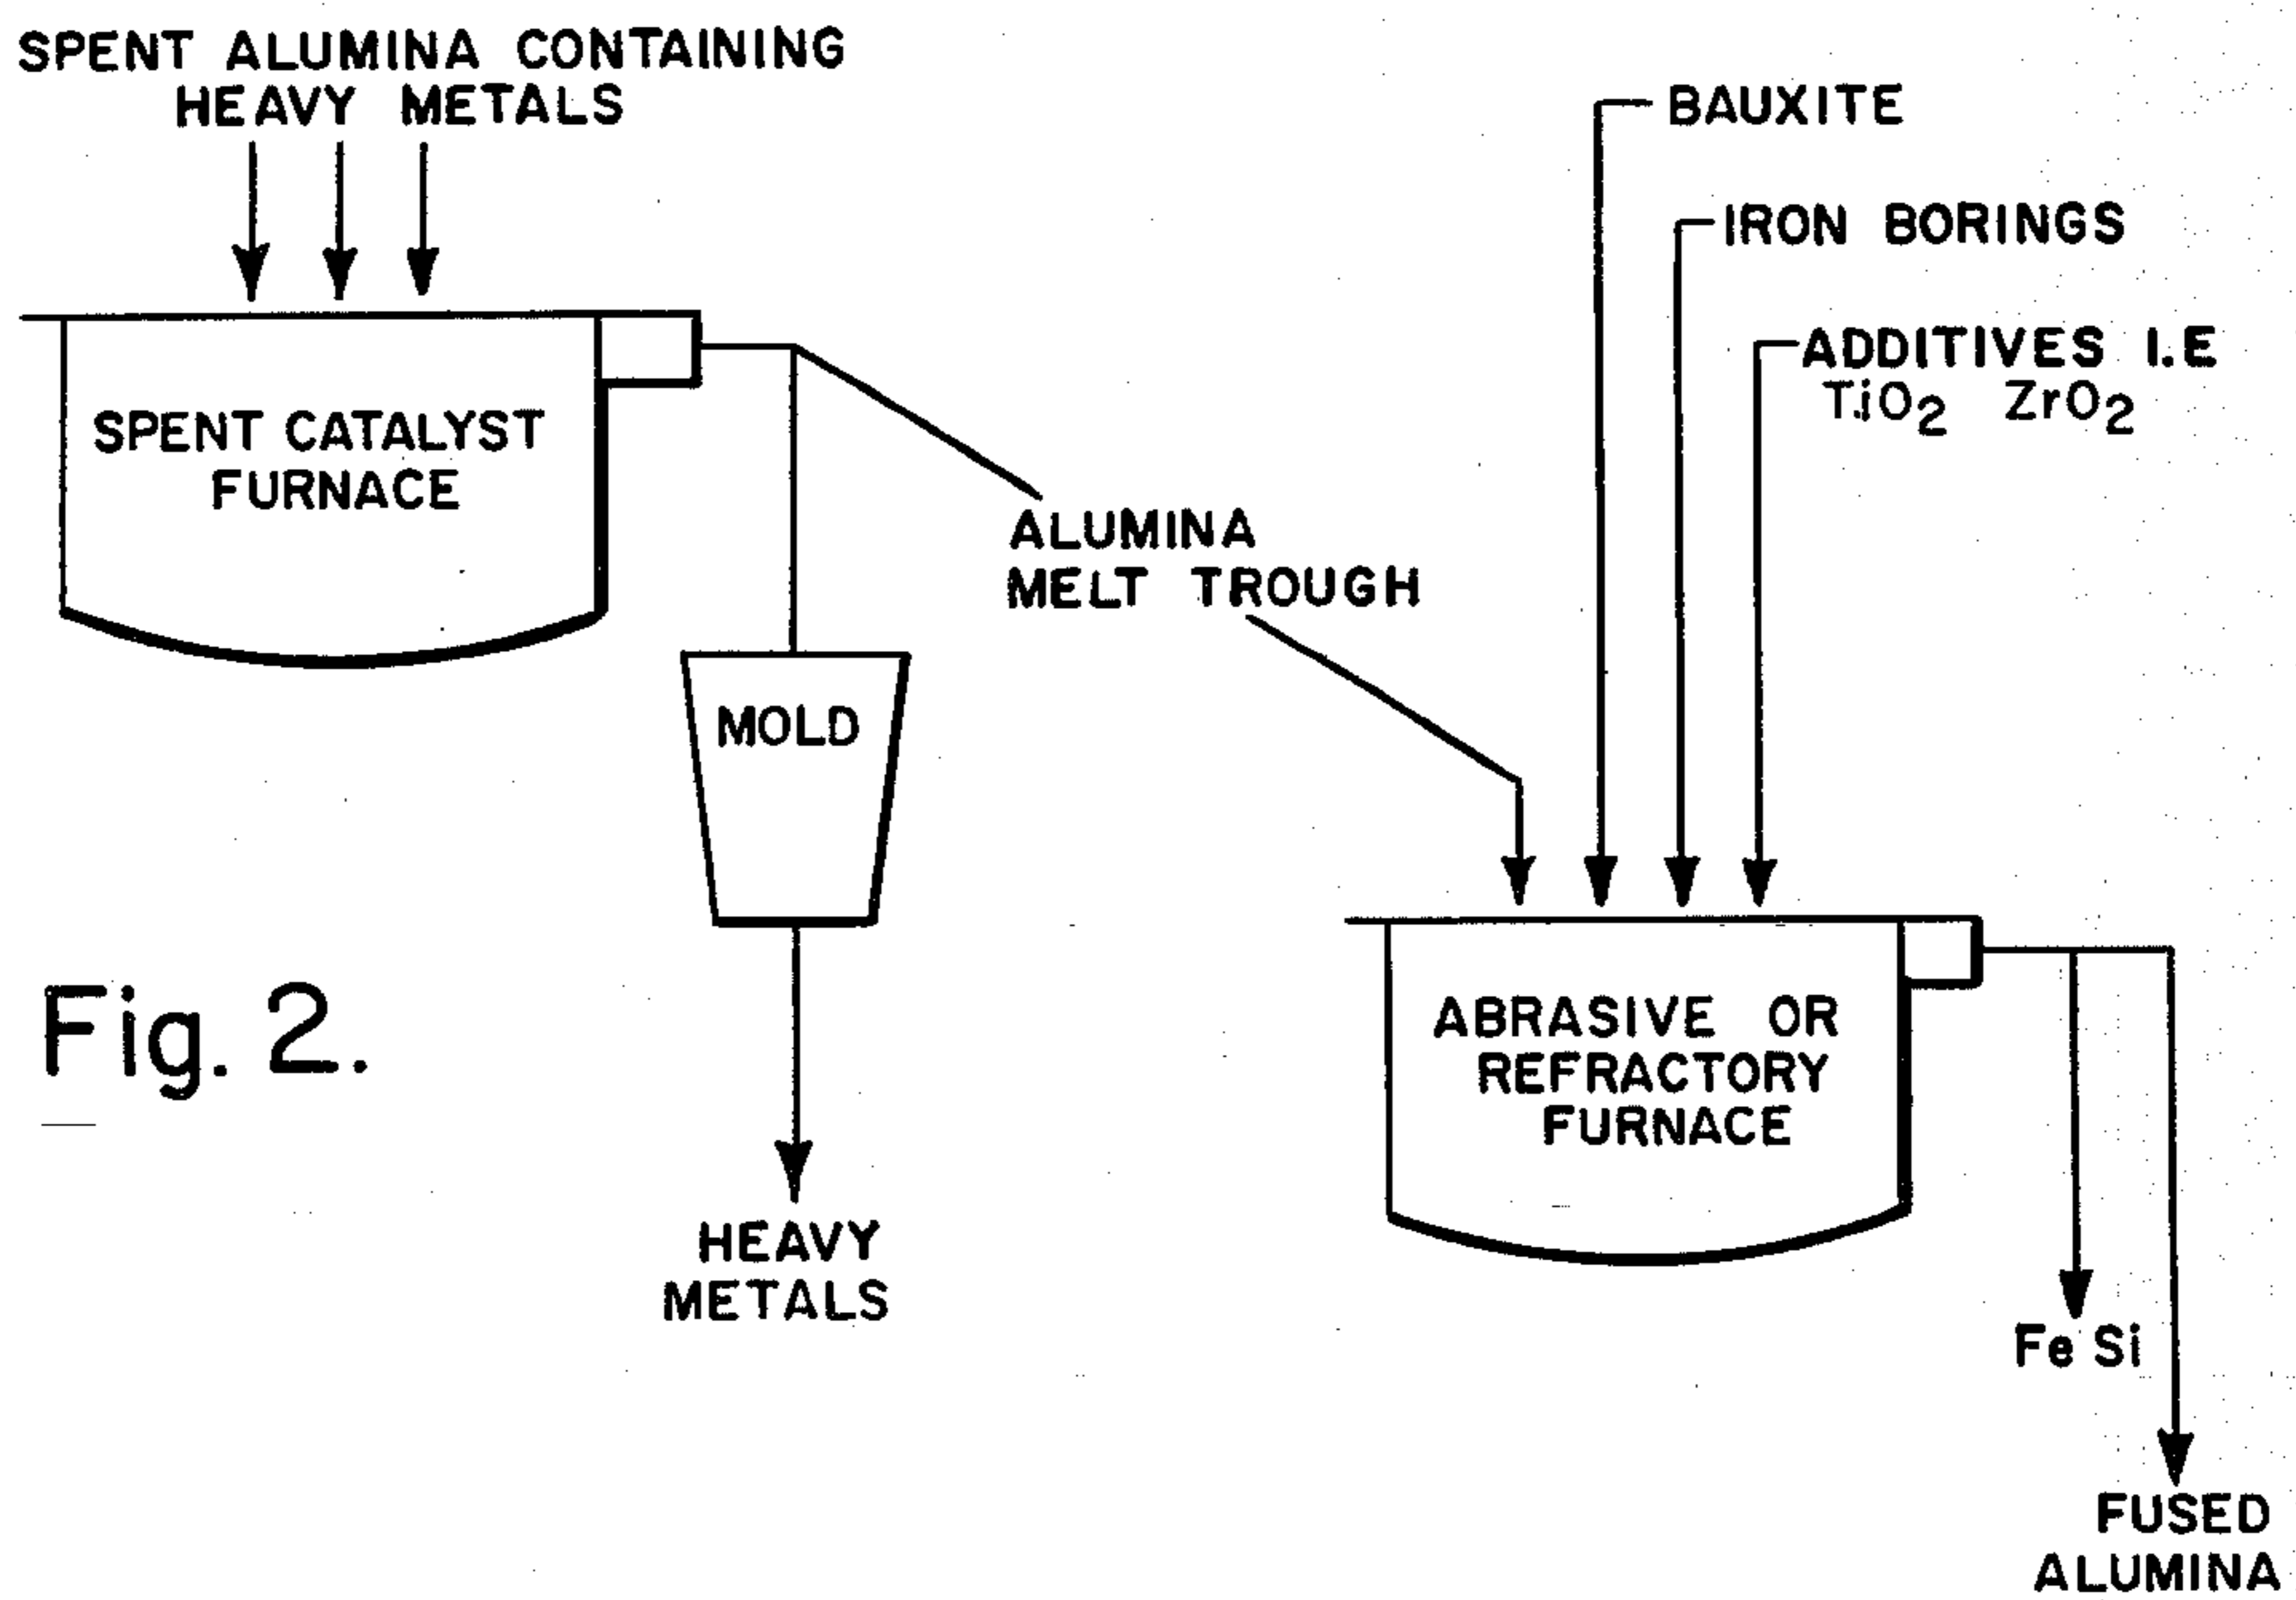 SPENT ALUMINA CONTAINING
HEAVY METALS
BAUXITE
IRON BORINGS
ADDITIVES I.E
TiO2 ZrO2
SPENT CATALYST
FURNACE
ALUMINA
MELT TROUGH
MOLD
HEAVY
METALS
ABRASIVE OR
REFRACTORY
FURNACE
Fe Si
FUSED
ALUMINA
Fig. 2.